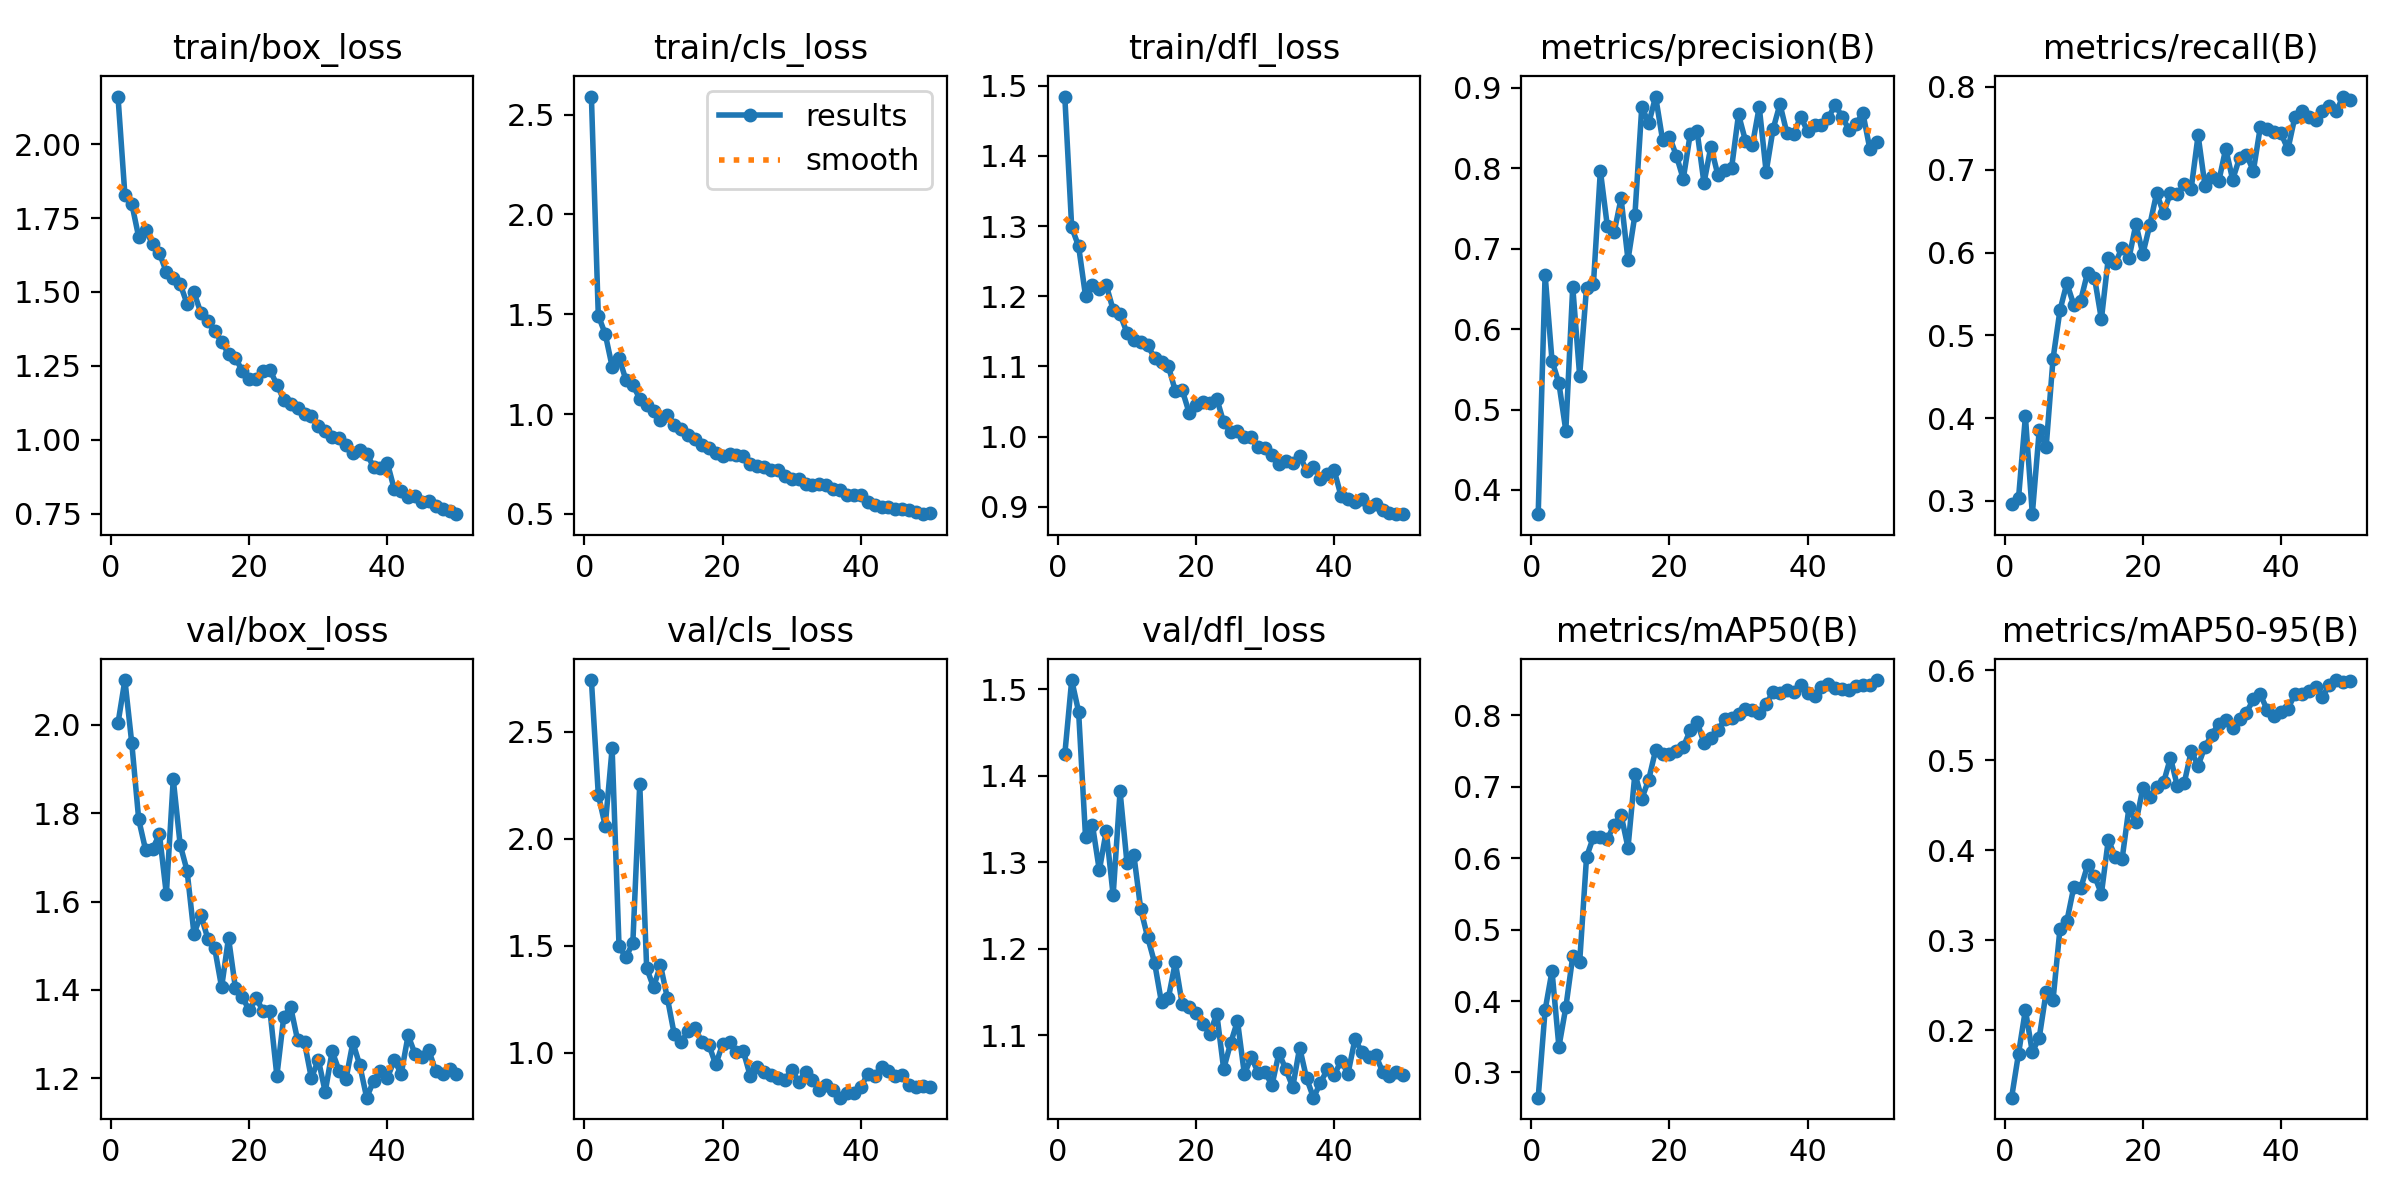 train/box_loss
2.00
1.75
1.50
1.25
1.00
0.75
0 20 40
train/cls_loss
results
smooth
2.5
2.0
1.5
1.0
0.5
0 20 40
train/dfl_loss
1.5
1.4
1.3
1.2
1.1
1.0
0.9
0 20 40
metrics/precision(B)
0.9
0.8
0.7
0.6
0.5
0.4
0 20 40
metrics/recall(B)
0.8
0.7
0.6
0.5
0.4
0.3
0 20 40
val/box_loss
2.0
1.8
1.6
1.4
1.2
0 20 40
val/cls_loss
2.5
2.0
1.5
1.0
0 20 40
val/dfl_loss
1.5
1.4
1.3
1.2
1.1
0 20 40
metrics/mAP50(B)
0.8
0.7
0.6
0.5
0.4
0.3
0 20 40
metrics/mAP50-95(B)
0.6
0.5
0.4
0.3
0.2
0 20 40